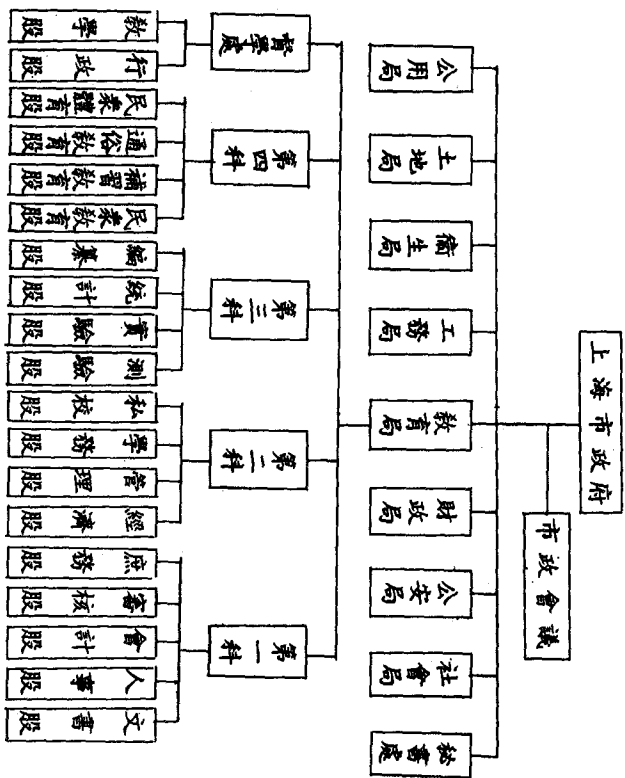 上海市政府
市政會議
秘書處
社會局
公安局
財政局
教育局
工務局
衞生局
土地局
公用局
第一科
第二科
第三科
第四科
督學處
文書股
人事股
會計股
審核股
庶務股
經濟股
管理股
學務股
私校股
測驗股
實驗股
統計股
編纂股
民衆教育股
補習教育股
通俗教育股
民衆體育股
行政股
教學股